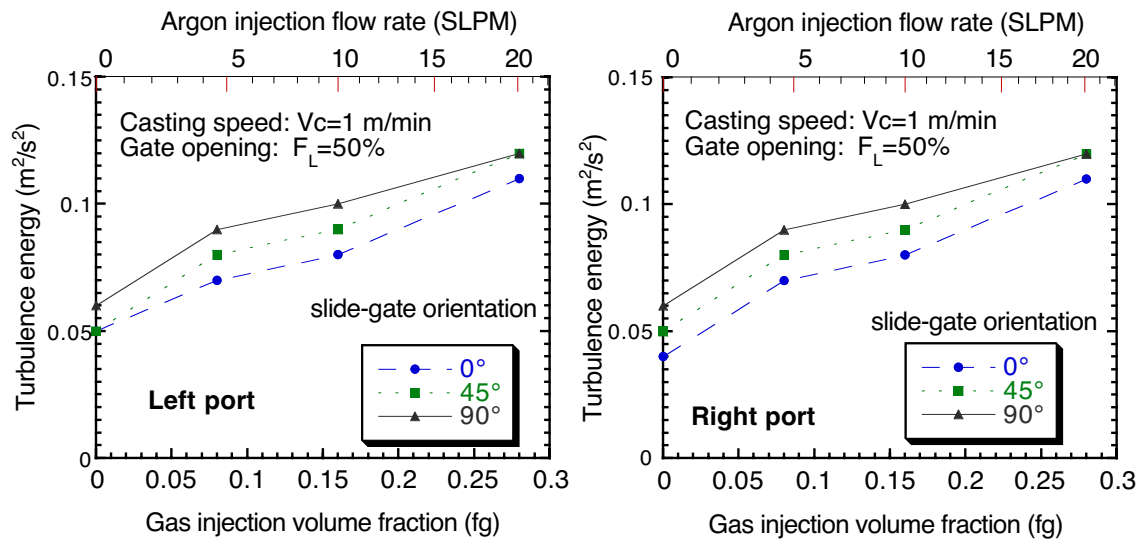 Argon injection flow rate (SLPM)
0 5 10 15 20
0.15
Casting speed: Vc=1 m/min
Gate opening: F_L=50%
0.1
Turbulence energy (m²/s²)
0.05
slide-gate orientation
0°
45°
90°
Left port
0
0 0.05 0.1 0.15 0.2 0.25 0.3
Gas injection volume fraction (fg)
Argon injection flow rate (SLPM)
0 5 10 15 20
0.15
Casting speed: Vc=1 m/min
Gate opening: F_L=50%
0.1
Turbulence energy (m²/s²)
0.05
slide-gate orientation
0°
45°
90°
Right port
0
0 0.05 0.1 0.15 0.2 0.25 0.3
Gas injection volume fraction (fg)